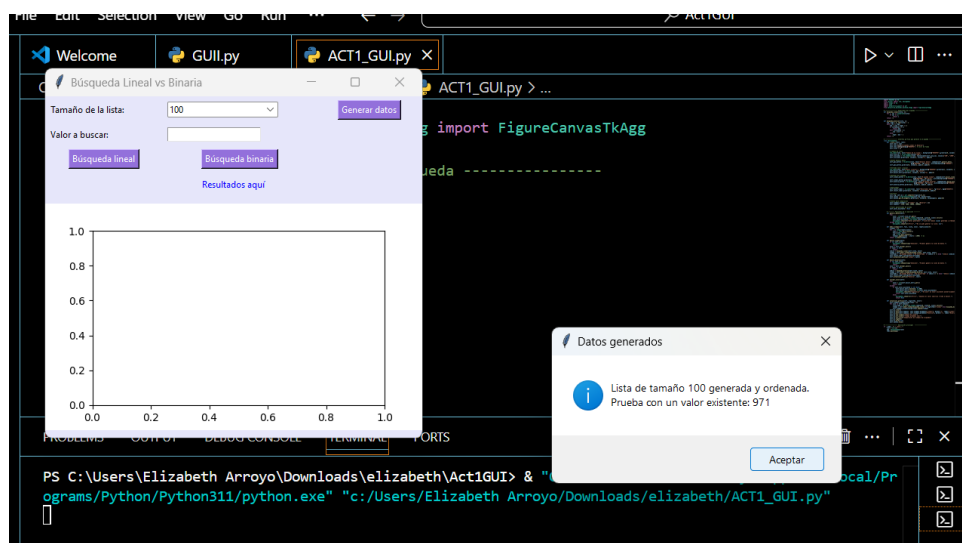 File Edit Selection View Go Run ... Act1GUI
Welcome GUII.py ACT1_GUI.py
Búsqueda Lineal vs Binaria
C ACT1_GUI.py > ...
Tamaño de la lista: 100 Generar datos
g import FigureCanvasTkAgg
Valor a buscar:
Búsqueda lineal Búsqueda binaria
ueda ----------------
Resultados aquí
1.0
0.8
0.6
0.4
0.2
0.0
0.0 0.2 0.4 0.6 0.8 1.0
Datos generados
Lista de tamaño 100 generada y ordenada.
Prueba con un valor existente: 971
Aceptar
PROBLEMS OUTPUT DEBUG CONSOLE TERMINAL PORTS
PS C:\Users\Elizabeth Arroyo\Downloads\elizabeth\Act1GUI> & "C ocal/Pr
ograms/Python/Python311/python.exe" "c:/Users/Elizabeth Arroyo/Downloads/elizabeth/ACT1_GUI.py"